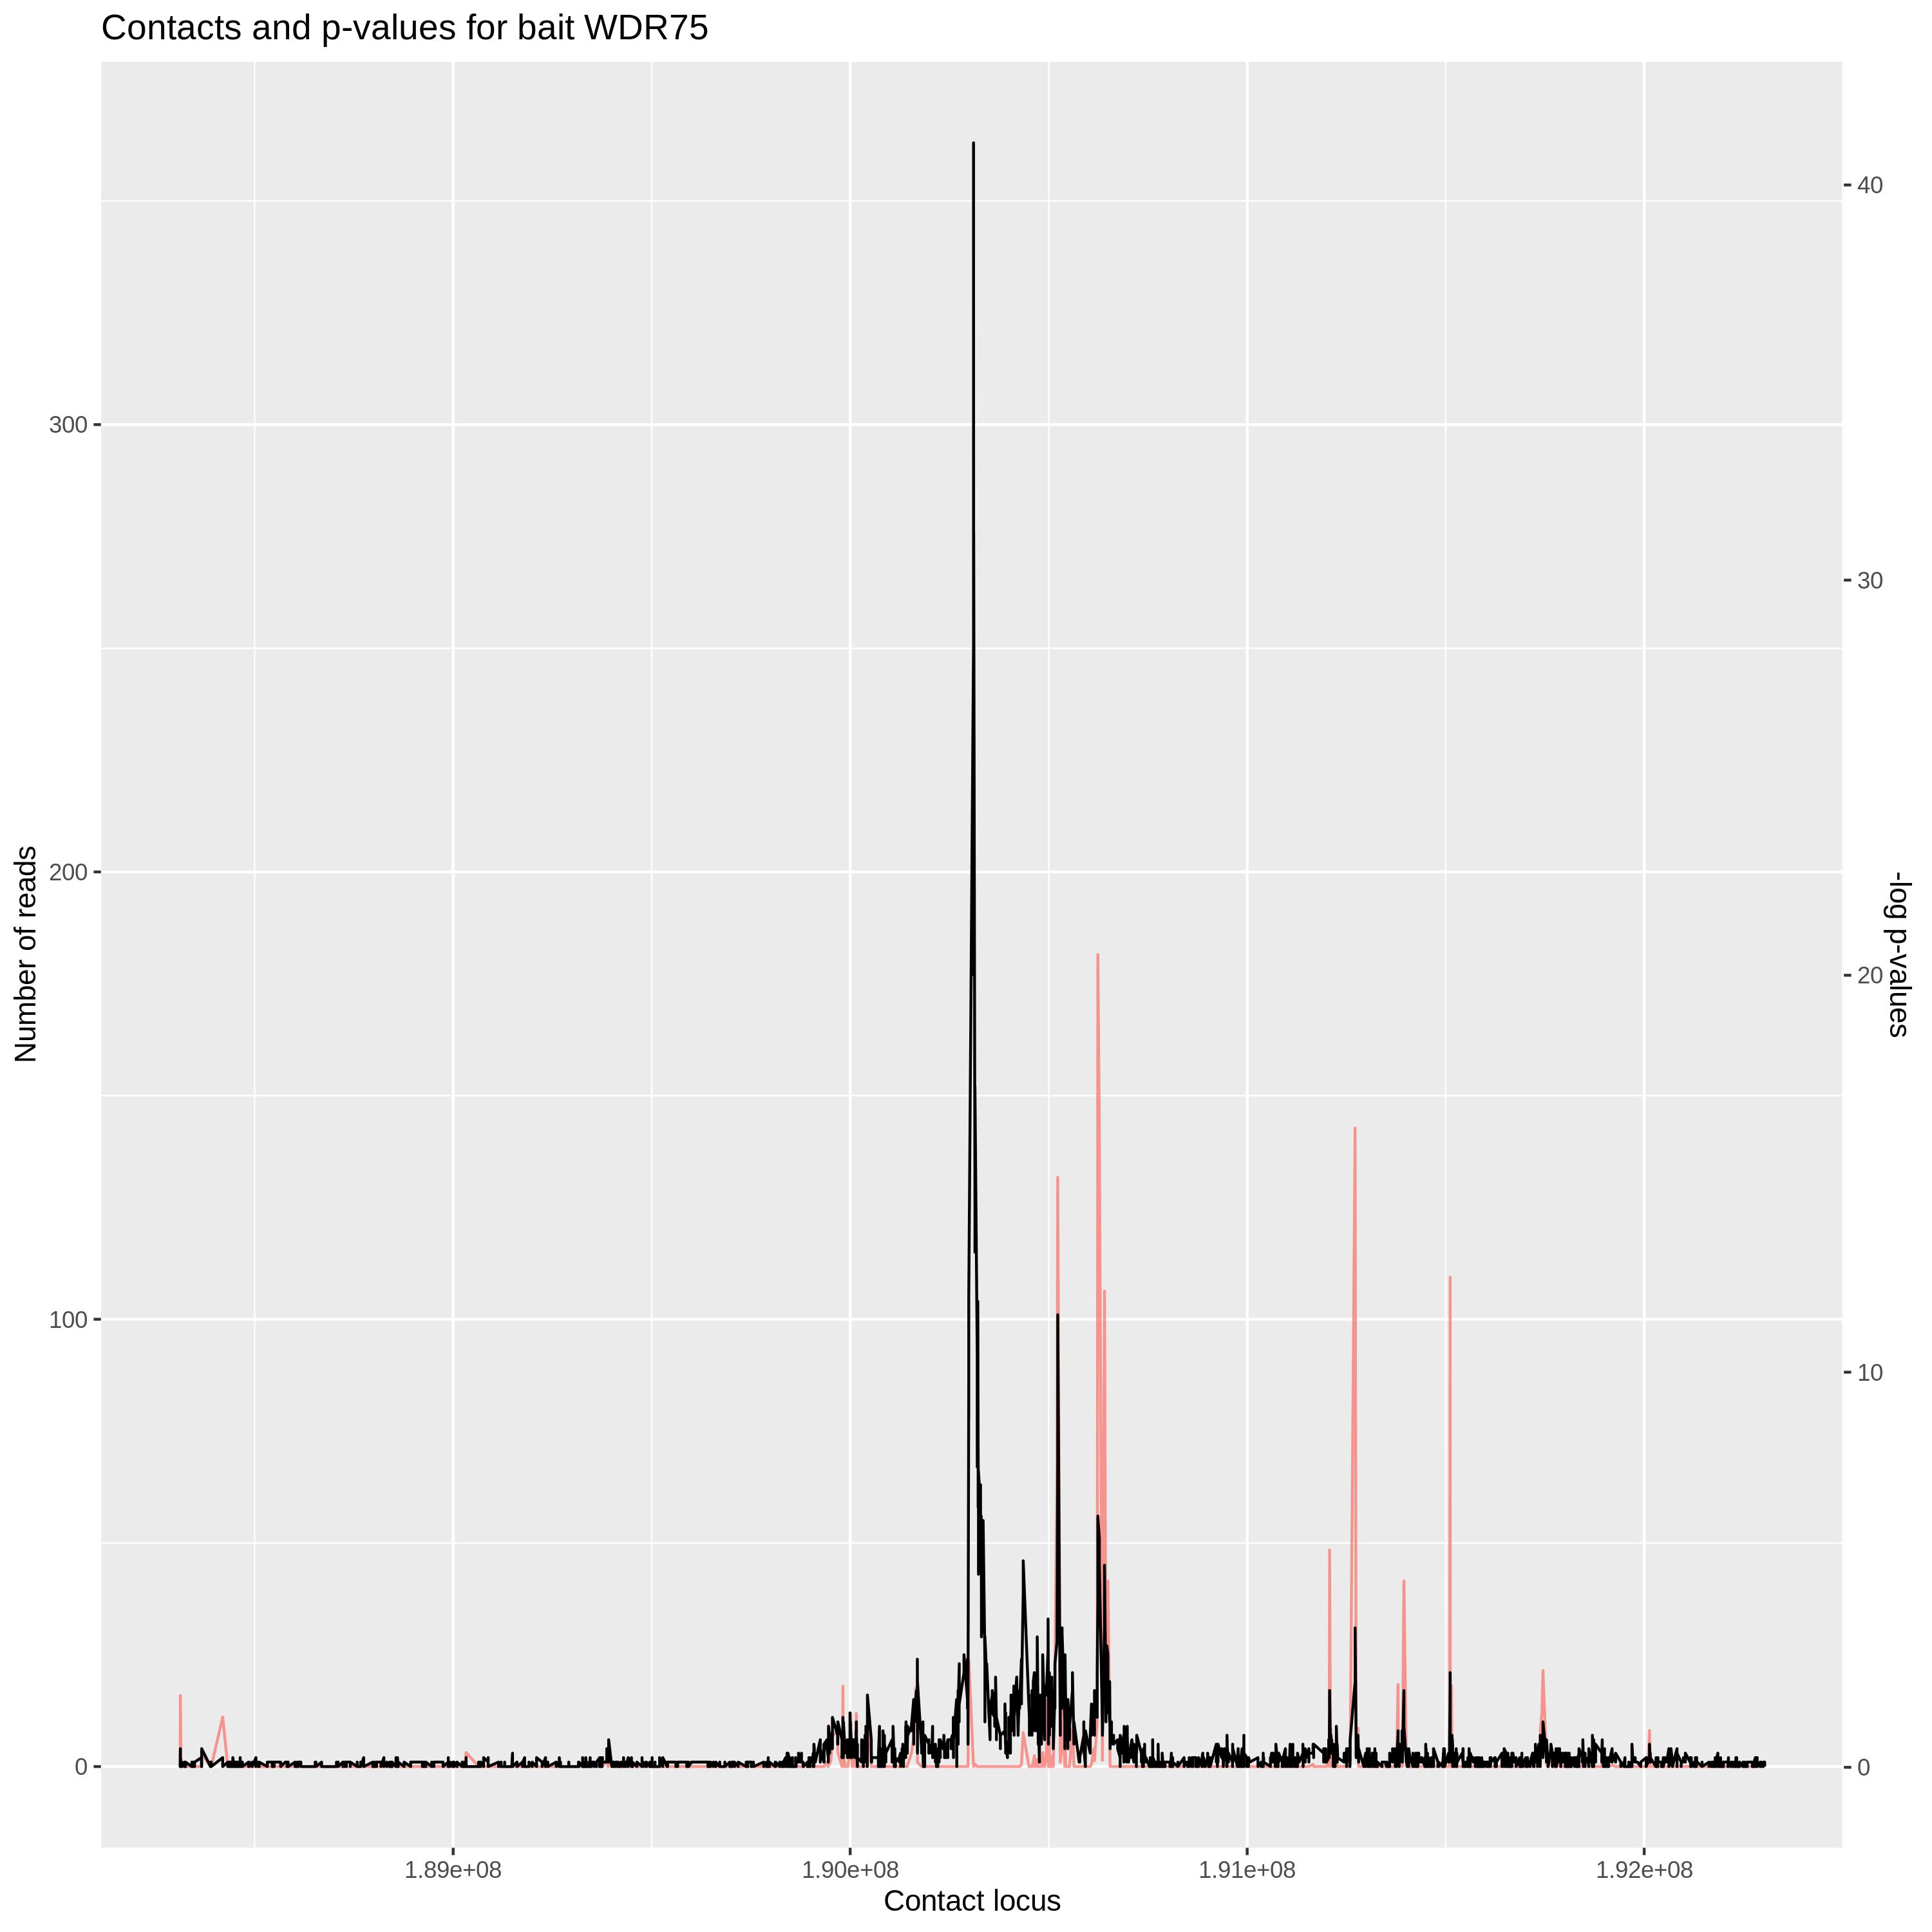 Contacts and p-values for bait WDR75
Number of reads
300
200
100
0
40
30
20
10
0
-log p-values
1.89e+08
1.90e+08
1.91e+08
1.92e+08
Contact locus